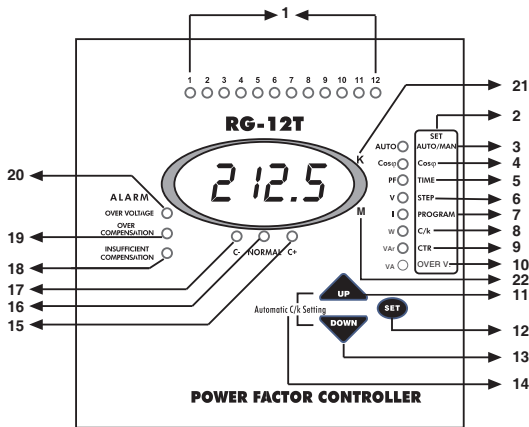 1
1 2 3 4 5 6 7 8 9 10 11 12
RG-12T
212.5
K
M
ALARM
OVER VOLTAGE
OVER
COMPENSATION
INSUFFICIENT
COMPENSATION
C- NORMAL C+
20
19
18
17
16
15
SET
AUTO AUTO/MAN
Cosφ Cosφ
PF TIME
V STEP
I PROGRAM
W C/k
VAr CTR
VA OVER V.
21
2
3
4
5
6
7
8
9
10
22
11
12
13
14
Automatic C/k Setting
UP
DOWN
SET
POWER FACTOR CONTROLLER